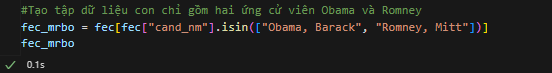 #Tạo tập dữ liệu con chỉ gồm hai ứng cử viên Obama và Romney
fec_mrbo = fec[fec["cand_nm"].isin(["Obama, Barack", "Romney, Mitt"])]
fec_mrbo
0.1s